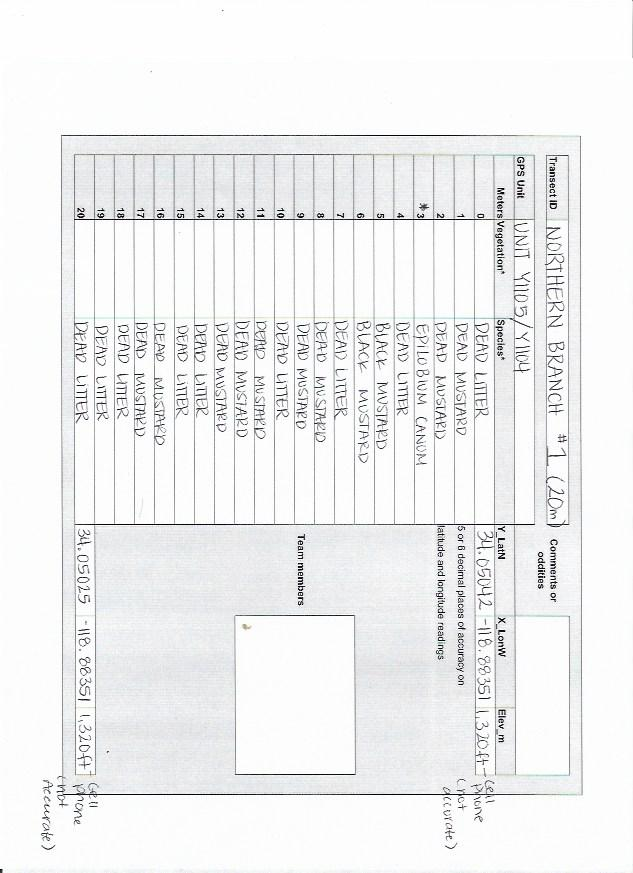 Transect ID NORTHERN BRANCH #1 (20m) Comments or oddities
GPS Unit UNIT Y1105/Y1104
Meters Vegetation* Species* Y_LatN X_LonW Elev_m
0 DEAD LITTER 34.05042 -118.88351 1,320ft - Cell phone (not accurate)
1 DEAD MUSTARD 5 or 6 decimal places of accuracy on
2 DEAD MUSTARD latitude and longitude readings
*3 EPILOBIUM CANUM
4 DEAD LITTER
5 BLACK MUSTARD
6 BLACK MUSTARD
7 DEAD LITTER
8 DEAD MUSTARD
9 DEAD MUSTARD Team members
10 DEAD LITTER
11 DEAD MUSTARD
12 DEAD MUSTARD
13 DEAD MUSTARD
14 DEAD LITTER
15 DEAD LITTER
16 DEAD MUSTARD
17 DEAD MUSTARD
18 DEAD LITTER
19 DEAD LITTER
20 DEAD LITTER 34.05025 -118.88351 1,320ft - Cell phone (not Accurate)